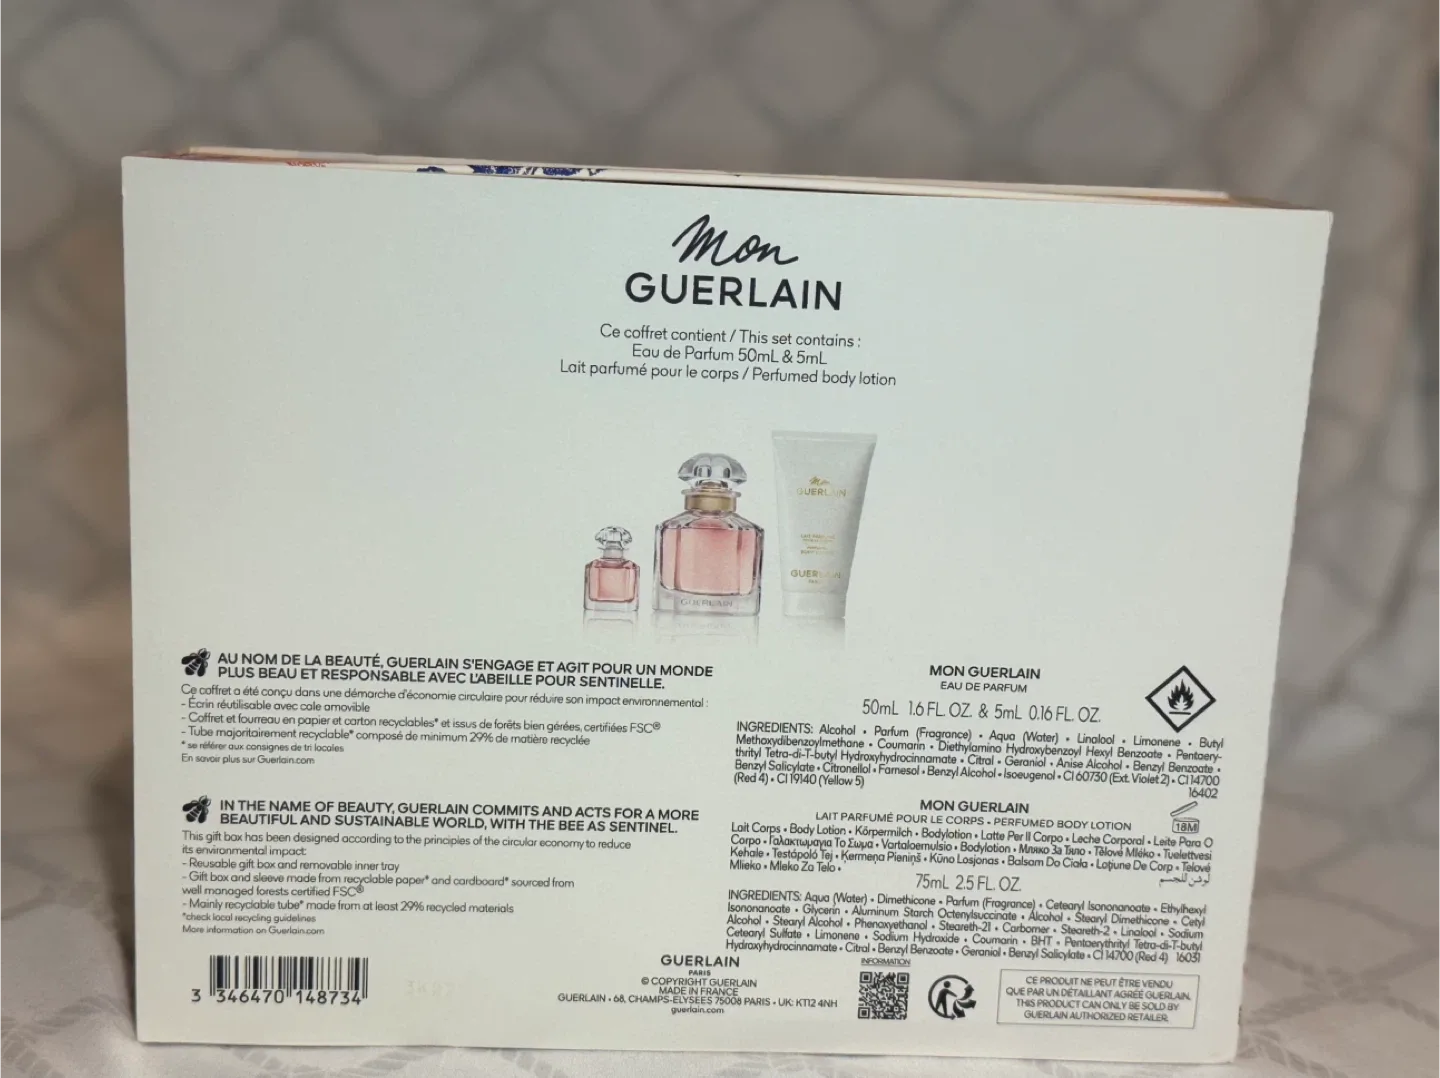 Mon
GUERLAIN
Ce coffret contient / This set contains :
Eau de Parfum 50mL & 5mL
Lait parfumé pour le corps / Perfumed body lotion
Mon
GUERLAIN
GUERLAIN
GUERLAIN
AU NOM DE LA BEAUTÉ, GUERLAIN S'ENGAGE ET AGIT POUR UN MONDE
PLUS BEAU ET RESPONSABLE AVEC L'ABEILLE POUR SENTINELLE.
Ce coffret a été conçu dans une démarche d'économie circulaire pour réduire son impact environnemental :
- Écrin réutilisable avec cale amovible
- Coffret et fourreau en papier et carton recyclables* et issus de forêts bien gérées, certifiées FSC®
- Tube majoritairement recyclable* composé de minimum 29% de matière recyclée
* se référer aux consignes de tri locales
En savoir plus sur Guerlain.com
IN THE NAME OF BEAUTY, GUERLAIN COMMITS AND ACTS FOR A MORE
BEAUTIFUL AND SUSTAINABLE WORLD, WITH THE BEE AS SENTINEL.
This gift box has been designed according to the principles of the circular economy to reduce
its environmental impact:
- Reusable gift box and removable inner tray
- Gift box and sleeve made from recyclable paper* and cardboard* sourced from
well managed forests certified FSC®
- Mainly recyclable tube* made from at least 29% recycled materials
*check local recycling guidelines
More information on Guerlain.com
3 346470 148734
MON GUERLAIN
EAU DE PARFUM
50mL 1.6 FL. OZ. & 5mL 0.16 FL. OZ.
INGREDIENTS: Alcohol • Parfum (Fragrance) • Aqua (Water) • Linalool • Limonene • Butyl
Methoxydibenzoylmethane • Coumarin • Diethylamino Hydroxybenzoyl Hexyl Benzoate • Pentaery-
thrityl Tetra-di-T-butyl Hydroxyhydrocinnamate • Citral • Geraniol • Anise Alcohol • Benzyl Benzoate •
Benzyl Salicylate • Citronellol • Farnesol • Benzyl Alcohol • Isoeugenol • CI 60730 (Ext. Violet 2) • CI 14700
(Red 4) • CI 19140 (Yellow 5)
16402
MON GUERLAIN
LAIT PARFUMÉ POUR LE CORPS • PERFUMED BODY LOTION
18M
Lait Corps • Body Lotion • Körpermilch • Bodylotion • Latte Per Il Corpo • Leche Corporal • Leite Para O
Corpo • Γαλακτωμαγια Το Σωμα • Vartaloemulsio • Bodylotion • Мляко За Тяло • Tělové Mléko • Tuelettvesi
Kehale • Testápoló Tej • Ķermeņa Pieniņš • Kūno Losjonas • Balsam Do Ciała • Loțiune De Corp • Telové
Mlieko • Mleko Za Telo •
لوشن للجسم
75mL 2.5 FL. OZ.
INGREDIENTS: Aqua (Water) • Dimethicone • Parfum (Fragrance) • Cetearyl Isononanoate • Ethylhexyl
Isononanoate • Glycerin • Aluminum Starch Octenylsuccinate • Alcohol • Stearyl Dimethicone • Cetyl
Alcohol • Stearyl Alcohol • Phenoxyethanol • Steareth-21 • Carbomer • Steareth-2 • Linalool • Sodium
Cetearyl Sulfate • Limonene • Sodium Hydroxide • Coumarin • BHT • Pentaerythrityl Tetra-di-T-butyl
Hydroxyhydrocinnamate • Citral • Benzyl Benzoate • Geraniol • Benzyl Salicylate • CI 14700 (Red 4) 16031
GUERLAIN
PARIS
© COPYRIGHT GUERLAIN
MADE IN FRANCE
GUERLAIN • 68, CHAMPS-ELYSEES 75008 PARIS • UK: KT12 4NH
guerlain.com
INFORMATION
CE PRODUIT NE PEUT ÊTRE VENDU
QUE PAR UN DÉTAILLANT AGRÉÉ GUERLAIN.
THIS PRODUCT CAN ONLY BE SOLD BY
GUERLAIN AUTHORIZED RETAILER.